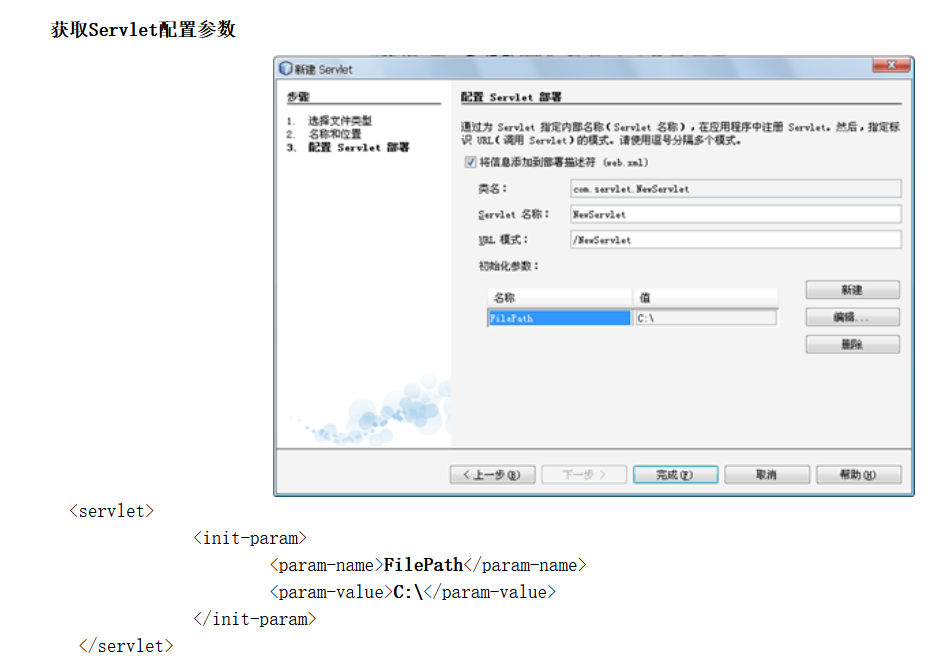 获取Servlet配置参数
新建 Servlet
步骤
1. 选择文件类型
2. 名称和位置
3. 配置 Servlet 部署
配置 Servlet 部署
通过为 Servlet 指定内部名称(Servlet 名称)，在应用程序中注册 Servlet。然后，指定标
识 URL(调用 Servlet)的模式。请使用逗号分隔多个模式。
将信息添加到部署描述符 (web.xml)
类名： com.servlet.NewServlet
Servlet 名称： NewServlet
URL 模式： /NewServlet
初始化参数：
名称 值
FilePath C:\
新建
编辑...
删除
< 上一步(B) 下一步 > 完成(F) 取消 帮助(H)
<servlet>
<init-param>
<param-name>FilePath</param-name>
<param-value>C:\</param-value>
</init-param>
</servlet>